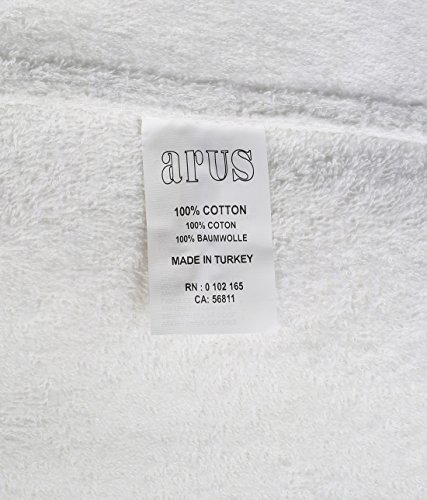 arus
100% COTTON
100% COTON
100% BAUMWOLLE
MADE IN TURKEY
RN : 0 102 165
CA: 56811